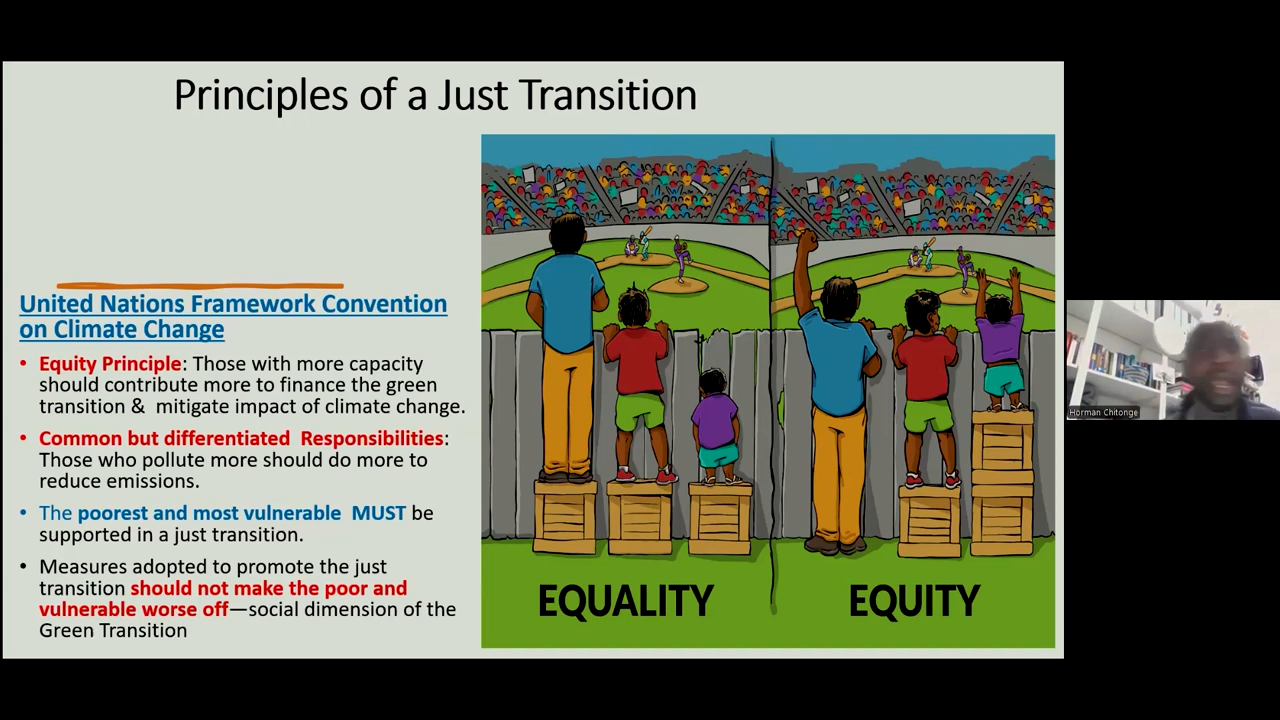 Principles of a Just Transition
United Nations Framework Convention
on Climate Change
• Equity Principle: Those with more capacity
should contribute more to finance the green
transition & mitigate impact of climate change.
• Common but differentiated Responsibilities:
Those who pollute more should do more to
reduce emissions.
• The poorest and most vulnerable MUST be
supported in a just transition.
• Measures adopted to promote the just
transition should not make the poor and
vulnerable worse off—social dimension of the
Green Transition
EQUALITY
EQUITY
Horman Chitonge